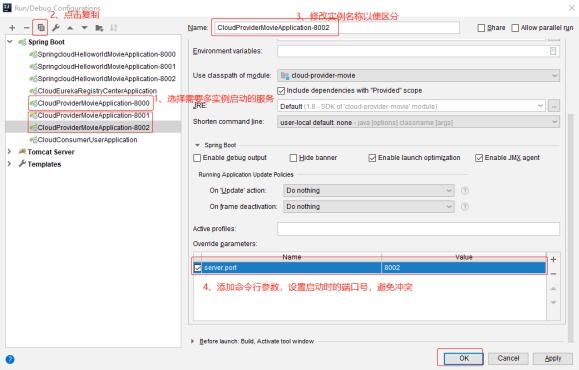 Run/Debug Configurations
2、点击复制
3、修改实例名称以便区分
Name: CloudProviderMovieApplication-8002
Share
Allow parallel run
Spring Boot
SpringcloudHelloworldMovieApplication-8000
SpringcloudHelloworldMovieApplication-8001
SpringcloudHelloworldMovieApplication-8002
CloudEurekaRegistryCenterApplication
CloudProviderMovieApplication-8000
1、选择需要多实例启动的服务
CloudProviderMovieApplication-8001
CloudProviderMovieApplication-8002
CloudConsumerUserApplication
Tomcat Server
Templates
Environment variables:
Use classpath of module: cloud-provider-movie
Include dependencies with "Provided" scope
JRE: Default (1.8 - SDK of 'cloud-provider-movie' module)
Shorten command line: user-local default: none - java [options] classname [args]
Spring Boot
Enable debug output
Hide banner
Enable launch optimization
Enable JMX agent
Running Application Update Policies
On 'Update' action: Do nothing
On frame deactivation: Do nothing
Active profiles:
Override parameters:
Name Value
server.port 8002
4、添加命令行参数，设置启动时的端口号，避免冲突
Before launch: Build, Activate tool window
OK
Cancel
Apply